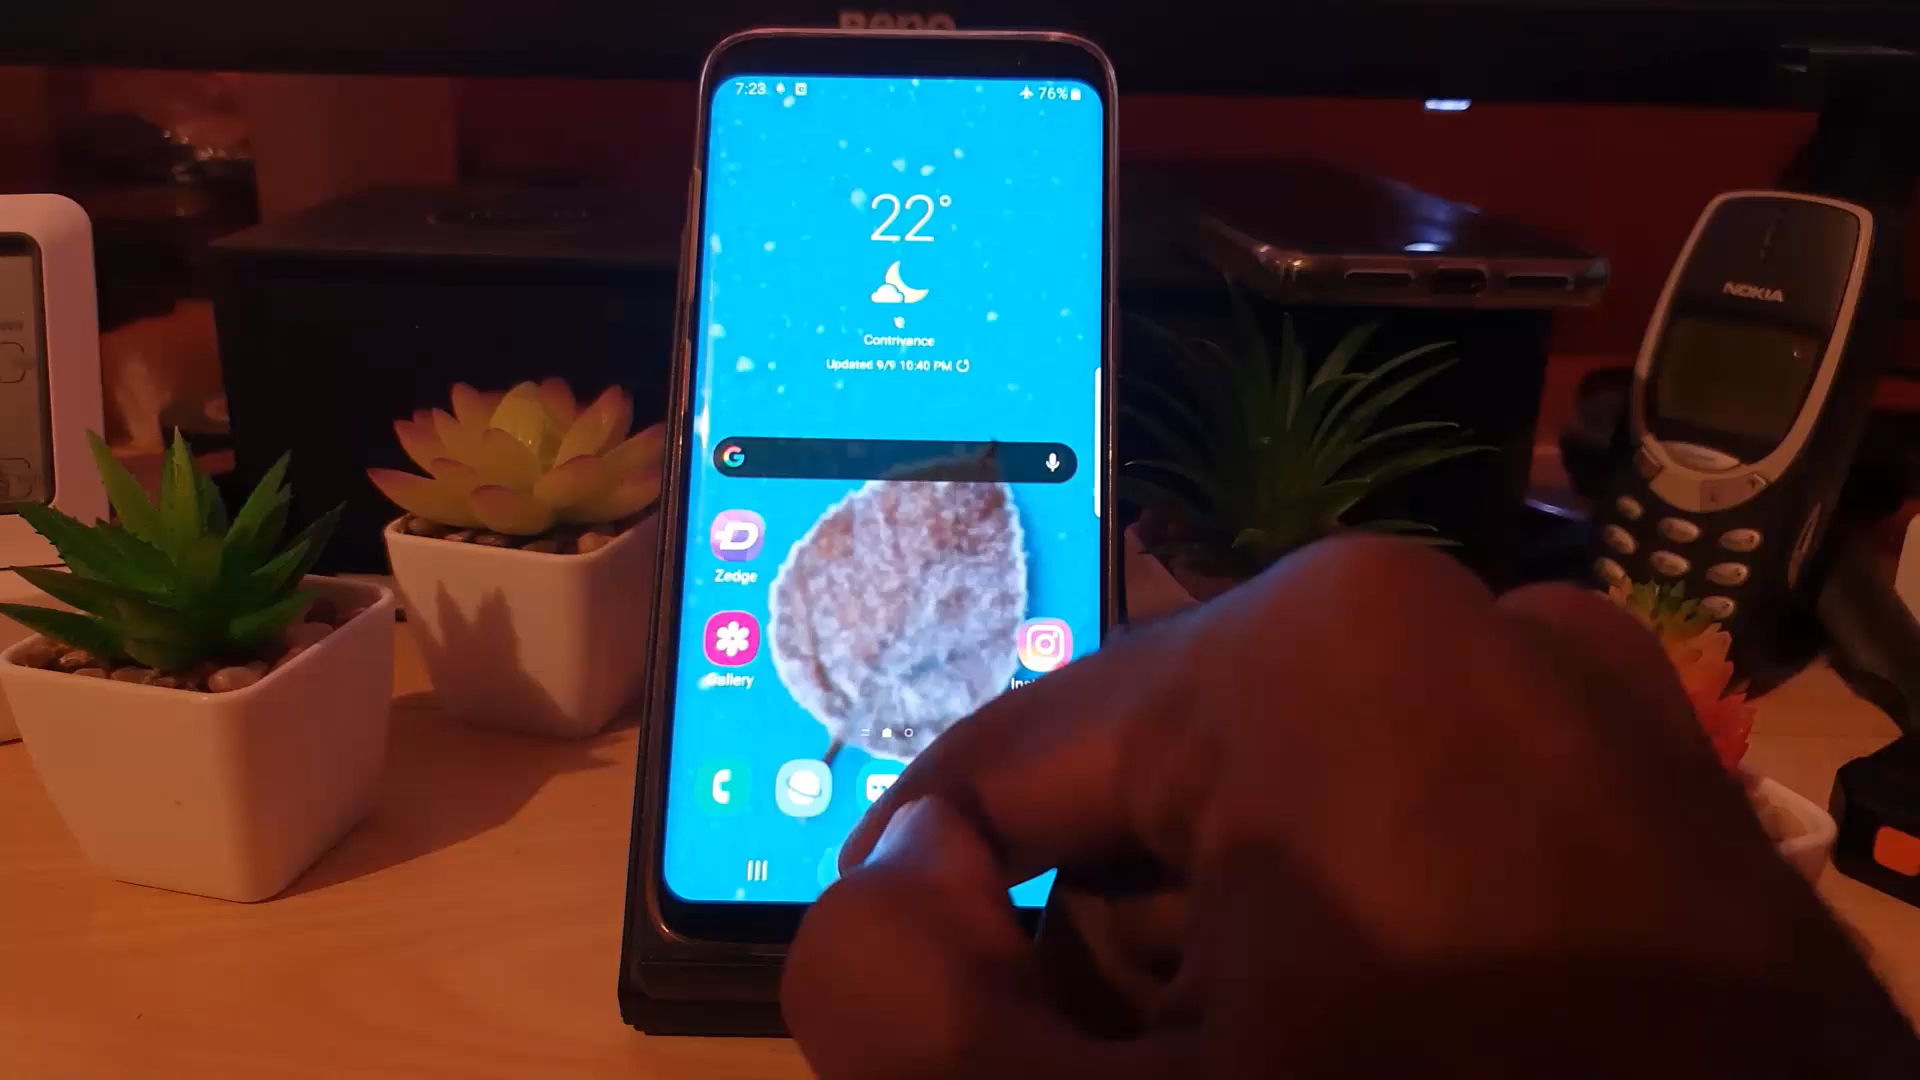 7:23
76%
22°
Contrivance
Updated 9/9 10:40 PM
Zedge
Gallery
NOKIA